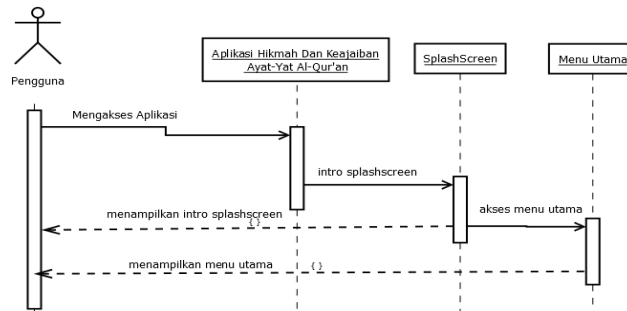 Aplikasi Hikmah Dan Keajaiban
Ayat-Yat Al-Qur'an
SplashScreen
Menu Utama
Pengguna
Mengakses Aplikasi
intro splashscreen
menampilkan intro splashscreen
{ }
akses menu utama
menampilkan menu utama
{ }